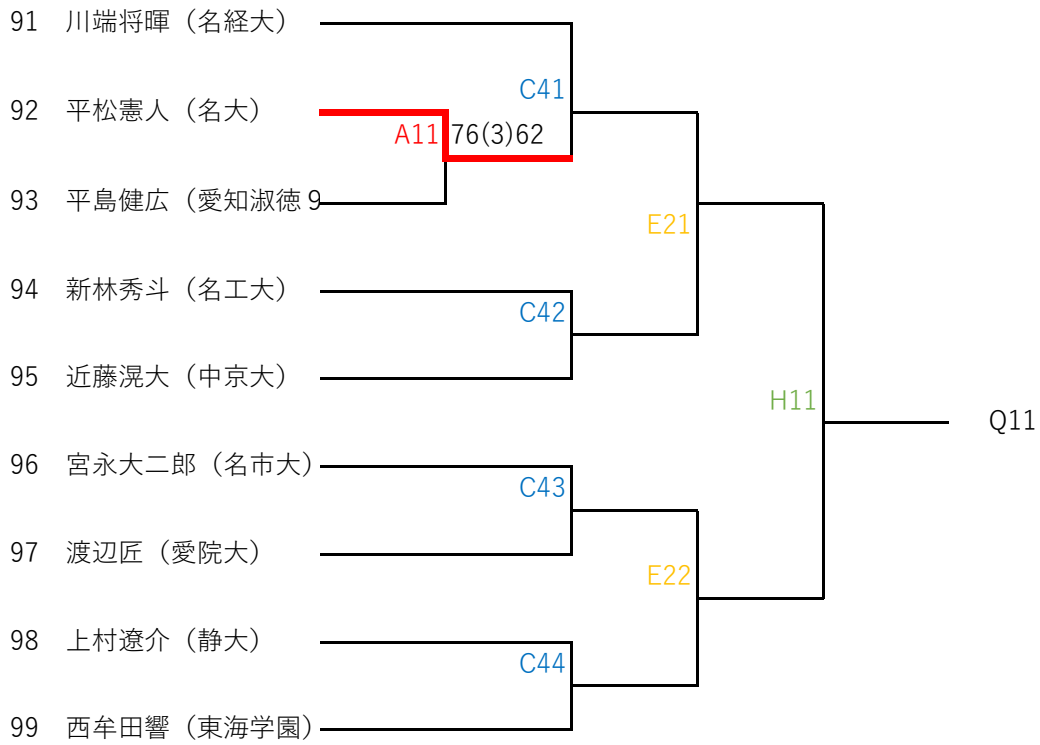 91 川端将暉（名経大）
C41
92 平松憲人（名大）
A11 76(3)62
93 平島健広（愛知淑徳９
E21
94 新林秀斗（名工大）
C42
95 近藤滉大（中京大）
H11
Q11
96 宮永大二郎（名市大）
C43
97 渡辺匠（愛院大）
E22
98 上村遼介（静大）
C44
99 西牟田響（東海学園）